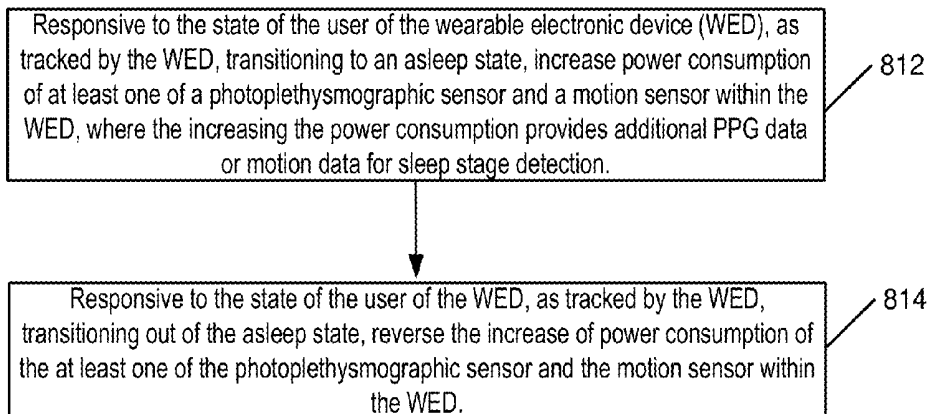 Responsive to the state of the user of the wearable electronic device (WED), as
tracked by the WED, transitioning to an asleep state, increase power consumption
of at least one of a photoplethysmographic sensor and a motion sensor within the
WED, where the increasing the power consumption provides additional PPG data
or motion data for sleep stage detection.
812
Responsive to the state of the user of the WED, as tracked by the WED,
transitioning out of the asleep state, reverse the increase of power consumption of
the at least one of the photoplethysmographic sensor and the motion sensor within
the WED.
814